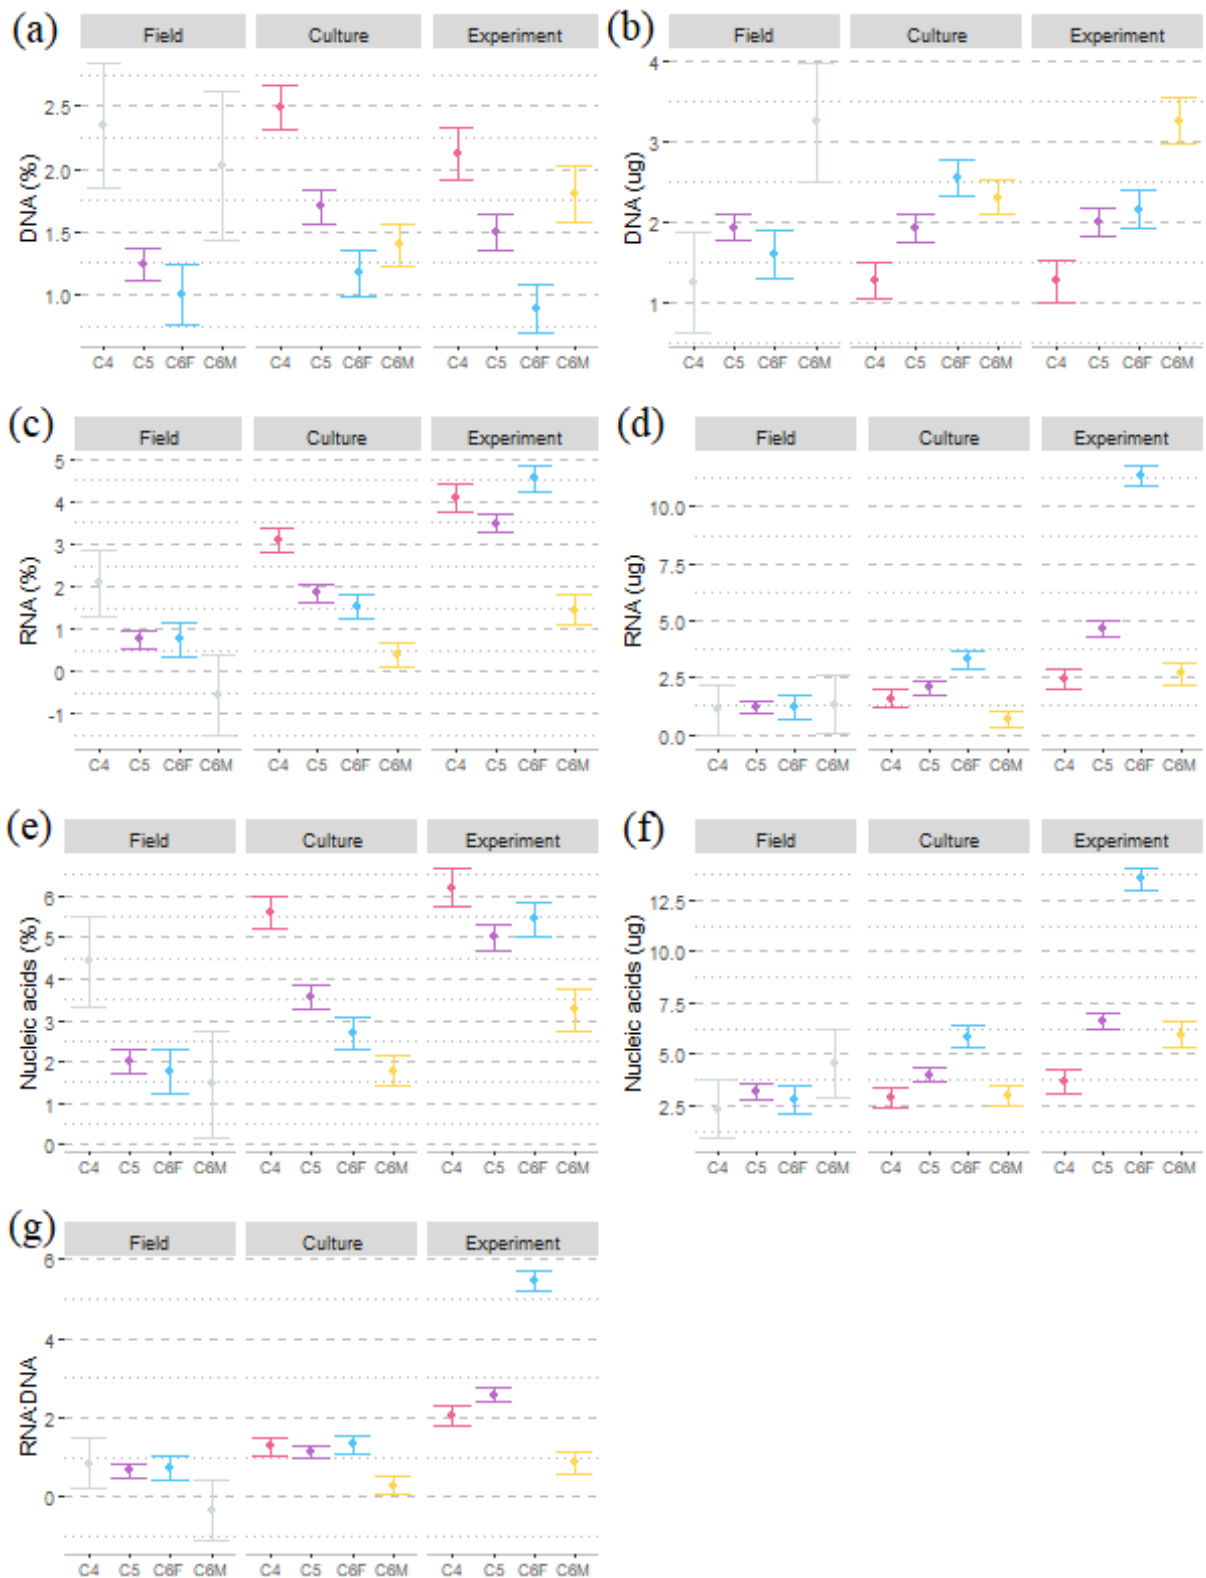 (a)
Field Culture Experiment
DNA (%)
2.5
2.0
1.5
1.0
C4 C5 C6F C6M C4 C5 C6F C6M C4 C5 C6F C6M
(b)
Field Culture Experiment
DNA (ug)
4
3
2
1
C4 C5 C6F C6M C4 C5 C6F C6M C4 C5 C6F C6M
(c)
Field Culture Experiment
RNA (%)
5
4
3
2
1
0
-1
C4 C5 C6F C6M C4 C5 C6F C6M C4 C5 C6F C6M
(d)
Field Culture Experiment
RNA (ug)
10.0
7.5
5.0
2.5
0.0
C4 C5 C6F C6M C4 C5 C6F C6M C4 C5 C6F C6M
(e)
Field Culture Experiment
Nucleic acids (%)
6
5
4
3
2
1
0
C4 C5 C6F C6M C4 C5 C6F C6M C4 C5 C6F C6M
(f)
Field Culture Experiment
Nucleic acids (ug)
12.5
10.0
7.5
5.0
2.5
C4 C5 C6F C6M C4 C5 C6F C6M C4 C5 C6F C6M
(g)
Field Culture Experiment
RNA:DNA
6
4
2
0
C4 C5 C6F C6M C4 C5 C6F C6M C4 C5 C6F C6M